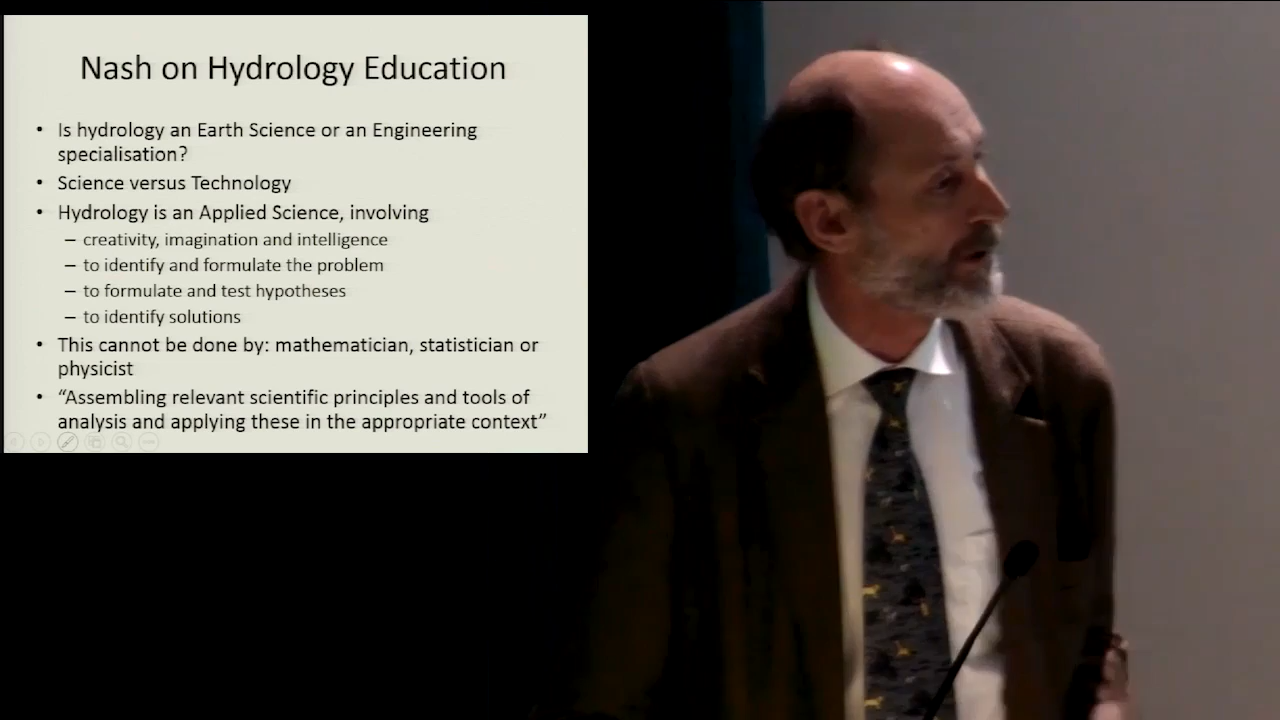 Nash on Hydrology Education
• Is hydrology an Earth Science or an Engineering
specialisation?
• Science versus Technology
• Hydrology is an Applied Science, involving
– creativity, imagination and intelligence
– to identify and formulate the problem
– to formulate and test hypotheses
– to identify solutions
• This cannot be done by: mathematician, statistician or
physicist
• “Assembling relevant scientific principles and tools of
analysis and applying these in the appropriate context”